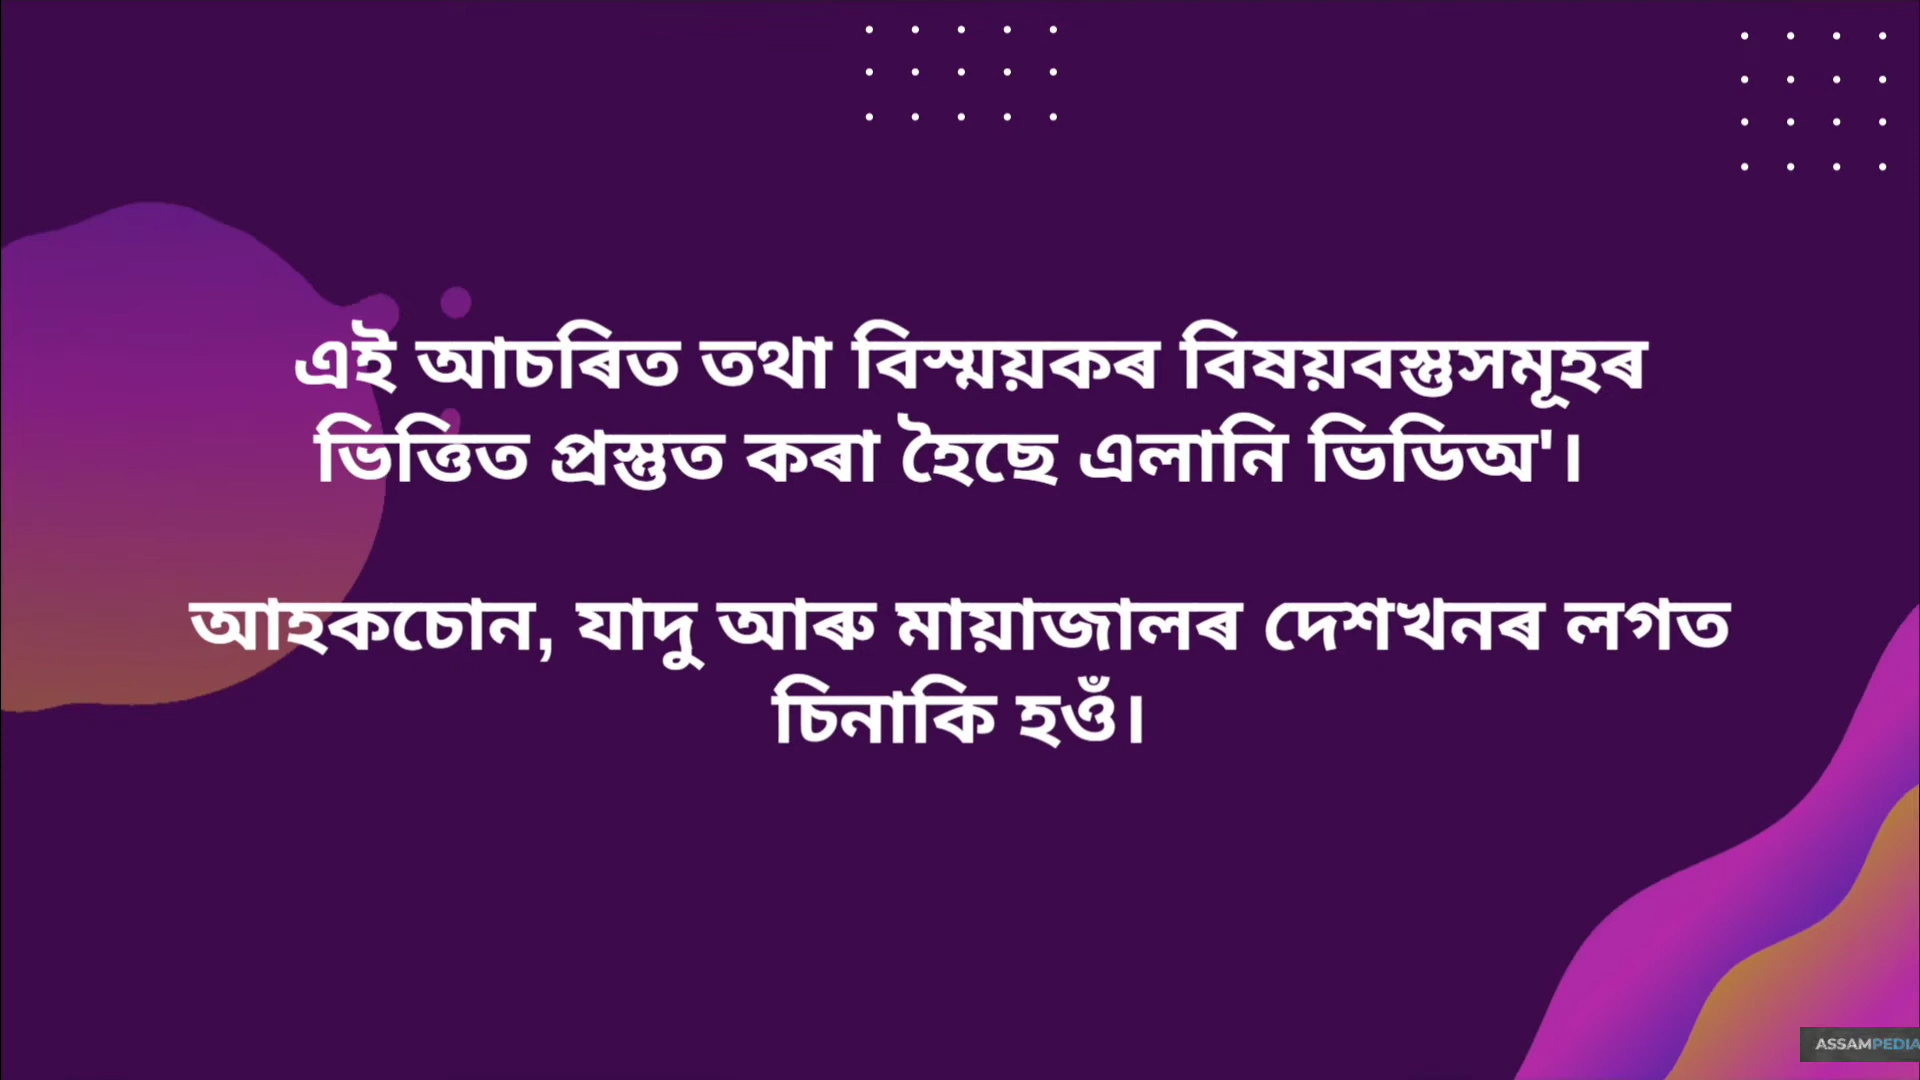 এই আচৰিত তথা বিস্ময়কৰ বিষয়বস্তুসমূহৰ
ভিত্তিত প্ৰস্তুত কৰা হৈছে এলানি ভিডিঅ'।
আহকচোন, যাদু আৰু মায়াজালৰ দেশখনৰ লগত
চিনাকি হওঁ।
ASSAMPEDIA